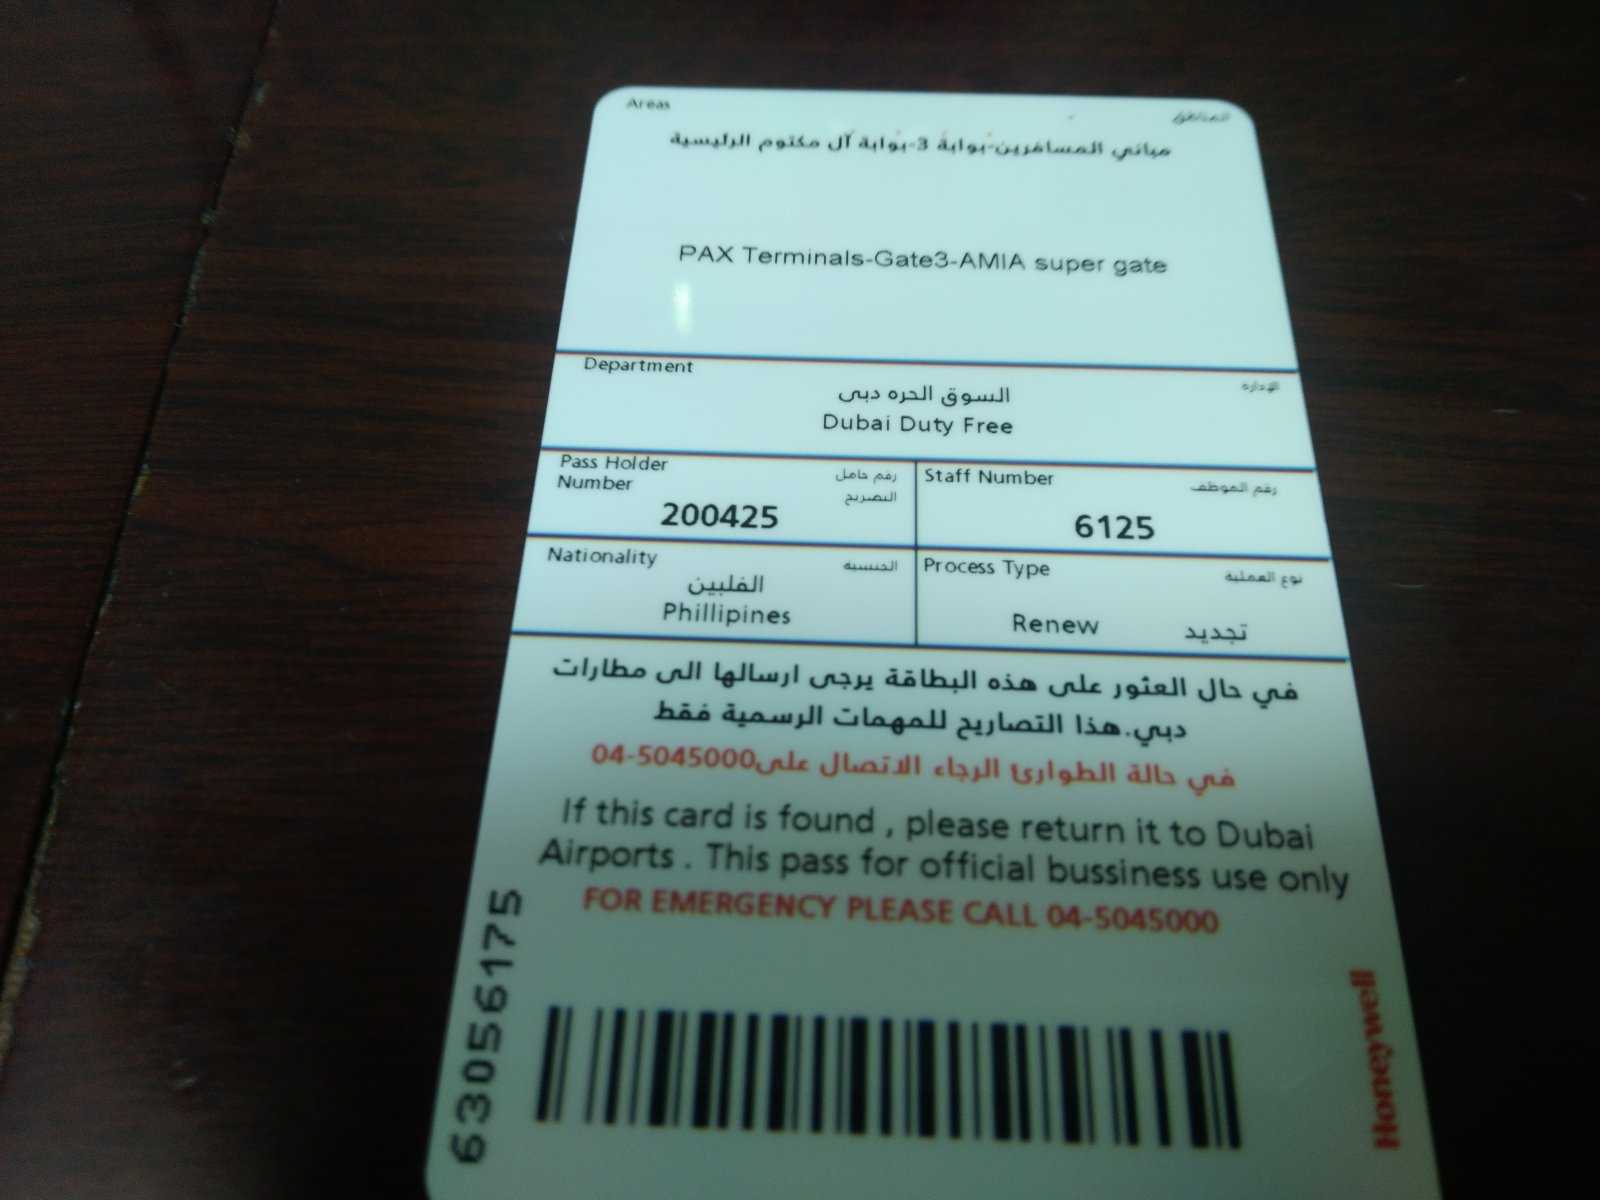 Areas
المناطق
مباني المسافرين-بوابة 3-بوابة آل مكتوم الرئيسية
PAX Terminals-Gate3-AMIA super gate
Department
الإدارة
السوق الحره دبى
Dubai Duty Free
Pass Holder
Number
رقم حامل
التصريح
200425
Staff Number
رقم الموظف
6125
Nationality
الجنسية
الفلبين
Phillipines
Process Type
نوع العملية
Renew
تجديد
في حال العثور على هذه البطاقة يرجى ارسالها الى مطارات
دبي.هذا التصاريح للمهمات الرسمية فقط
في حالة الطوارئ الرجاء الاتصال على04-5045000
If this card is found , please return it to Dubai
Airports . This pass for official bussiness use only
FOR EMERGENCY PLEASE CALL 04-5045000
63056175
Honeywell